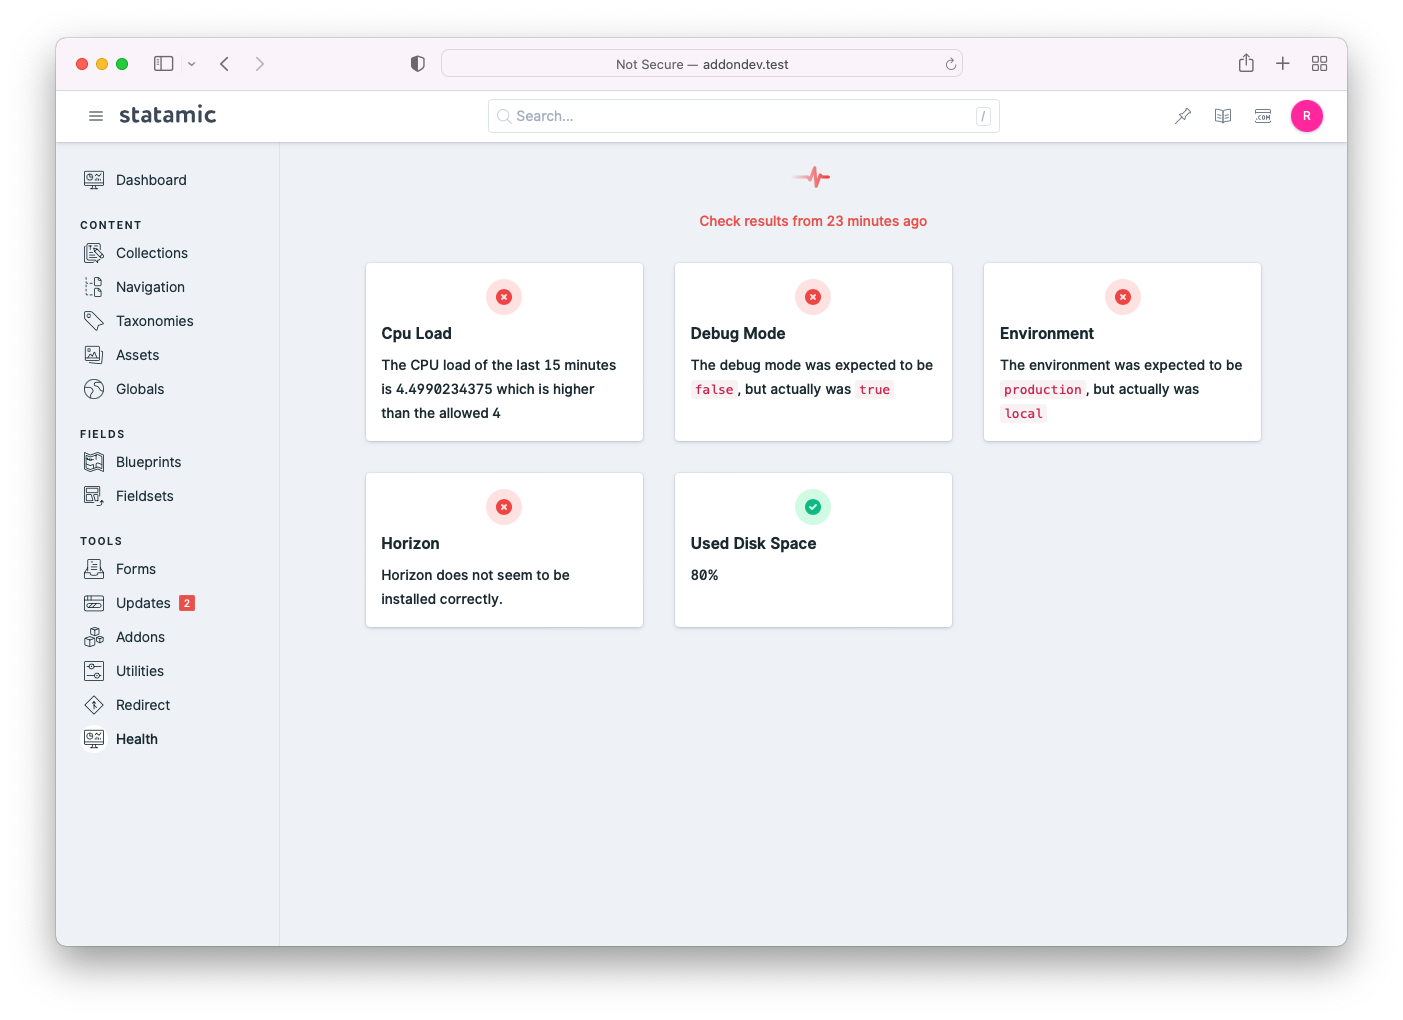 Not Secure — addondev.test
statamic
Search...
/
.COM
R
Dashboard
CONTENT
Collections
Navigation
Taxonomies
Assets
Globals
FIELDS
Blueprints
Fieldsets
TOOLS
Forms
Updates 2
Addons
Utilities
Redirect
Health
Check results from 23 minutes ago
Cpu Load
The CPU load of the last 15 minutes
is 4.4990234375 which is higher
than the allowed 4
Debug Mode
The debug mode was expected to be
false, but actually was true
Environment
The environment was expected to be
production, but actually was
local
Horizon
Horizon does not seem to be
installed correctly.
Used Disk Space
80%